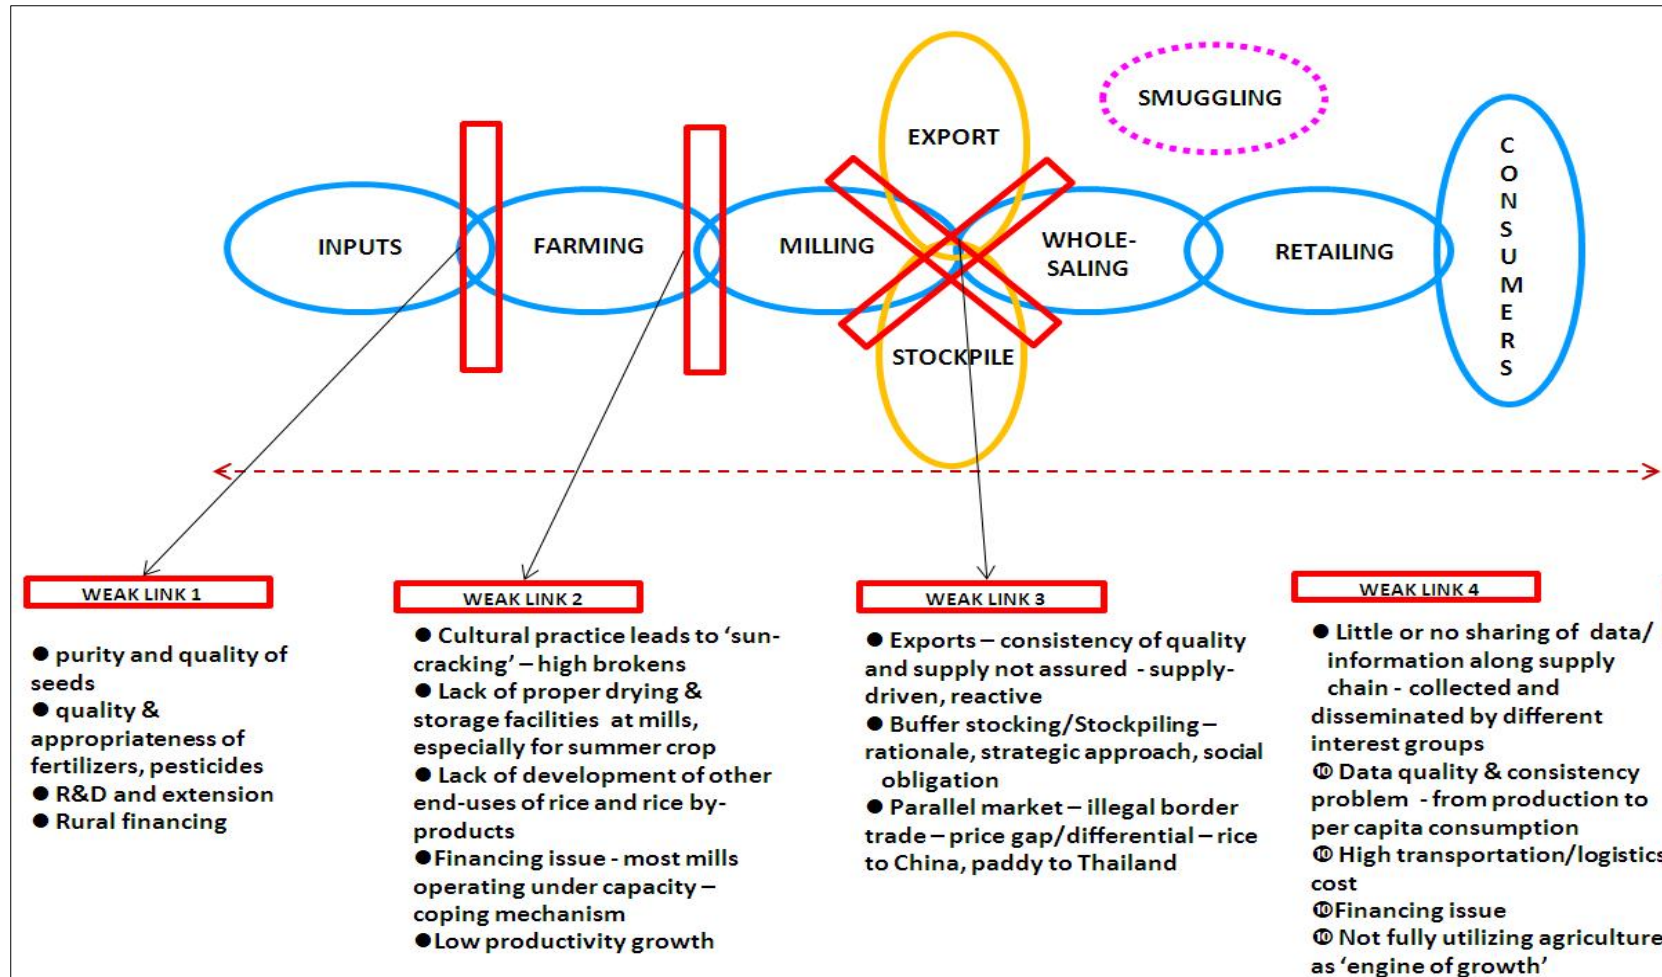 SMUGGLING
EXPORT
C
O
N
S
U
M
E
R
S
INPUTS
FARMING
MILLING
WHOLE-
SALING
RETAILING
STOCKPILE
WEAK LINK 1
● purity and quality of
seeds
● quality &
appropriateness of
fertilizers, pesticides
● R&D and extension
● Rural financing
WEAK LINK 2
● Cultural practice leads to ‘sun-
cracking’ – high brokens
● Lack of proper drying &
storage facilities at mills,
especially for summer crop
● Lack of development of other
end-uses of rice and rice by-
products
●Financing issue - most mills
operating under capacity –
coping mechanism
●Low productivity growth
WEAK LINK 3
● Exports – consistency of quality
and supply not assured - supply-
driven, reactive
● Buffer stocking/Stockpiling –
rationale, strategic approach, social
obligation
● Parallel market – illegal border
trade – price gap/differential – rice
to China, paddy to Thailand
WEAK LINK 4
● Little or no sharing of data/
information along supply
chain - collected and
disseminated by different
interest groups
❿ Data quality & consistency
problem - from production to
per capita consumption
❿ High transportation/logistics
cost
❿Financing issue
❿ Not fully utilizing agriculture
as ‘engine of growth’